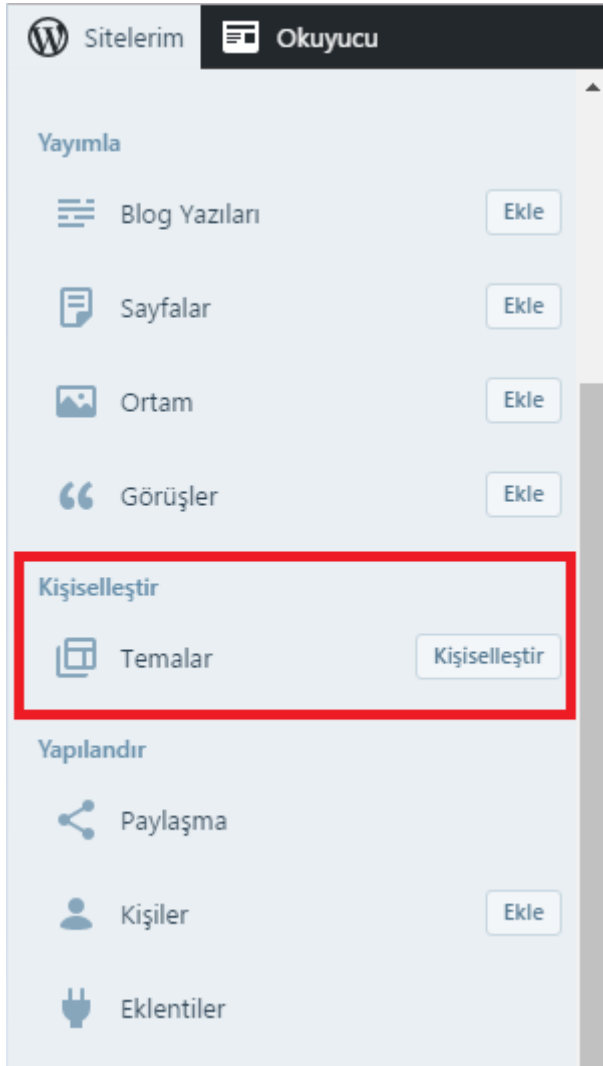 Sitelerim Okuyucu
Yayımla
Blog Yazıları Ekle
Sayfalar Ekle
Ortam Ekle
Görüşler Ekle
Kişiselleştir
Temalar Kişiselleştir
Yapılandır
Paylaşma
Kişiler Ekle
Eklentiler